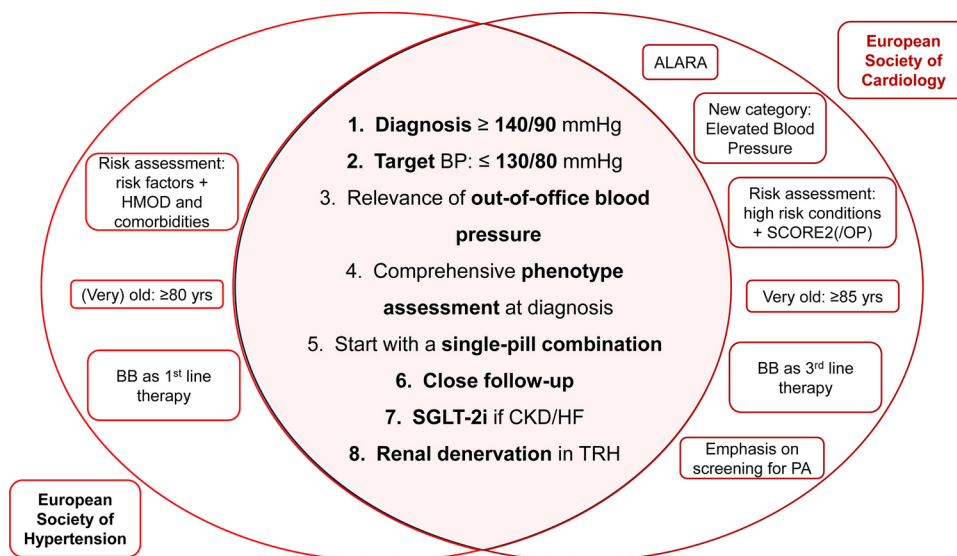 ALARA
European
Society of
Cardiology
New category:
Elevated Blood
Pressure
1. Diagnosis ≥ 140/90 mmHg
2. Target BP: ≤ 130/80 mmHg
3. Relevance of out-of-office blood
pressure
4. Comprehensive phenotype
assessment at diagnosis
5. Start with a single-pill combination
6. Close follow-up
7. SGLT-2i if CKD/HF
8. Renal denervation in TRH
Risk assessment:
risk factors +
HMOD and
comorbidities
(Very) old: ≥80 yrs
BB as 1st line
therapy
European
Society of
Hypertension
Risk assessment:
high risk conditions
+ SCORE2(/OP)
Very old: ≥85 yrs
BB as 3rd line
therapy
Emphasis on
screening for PA